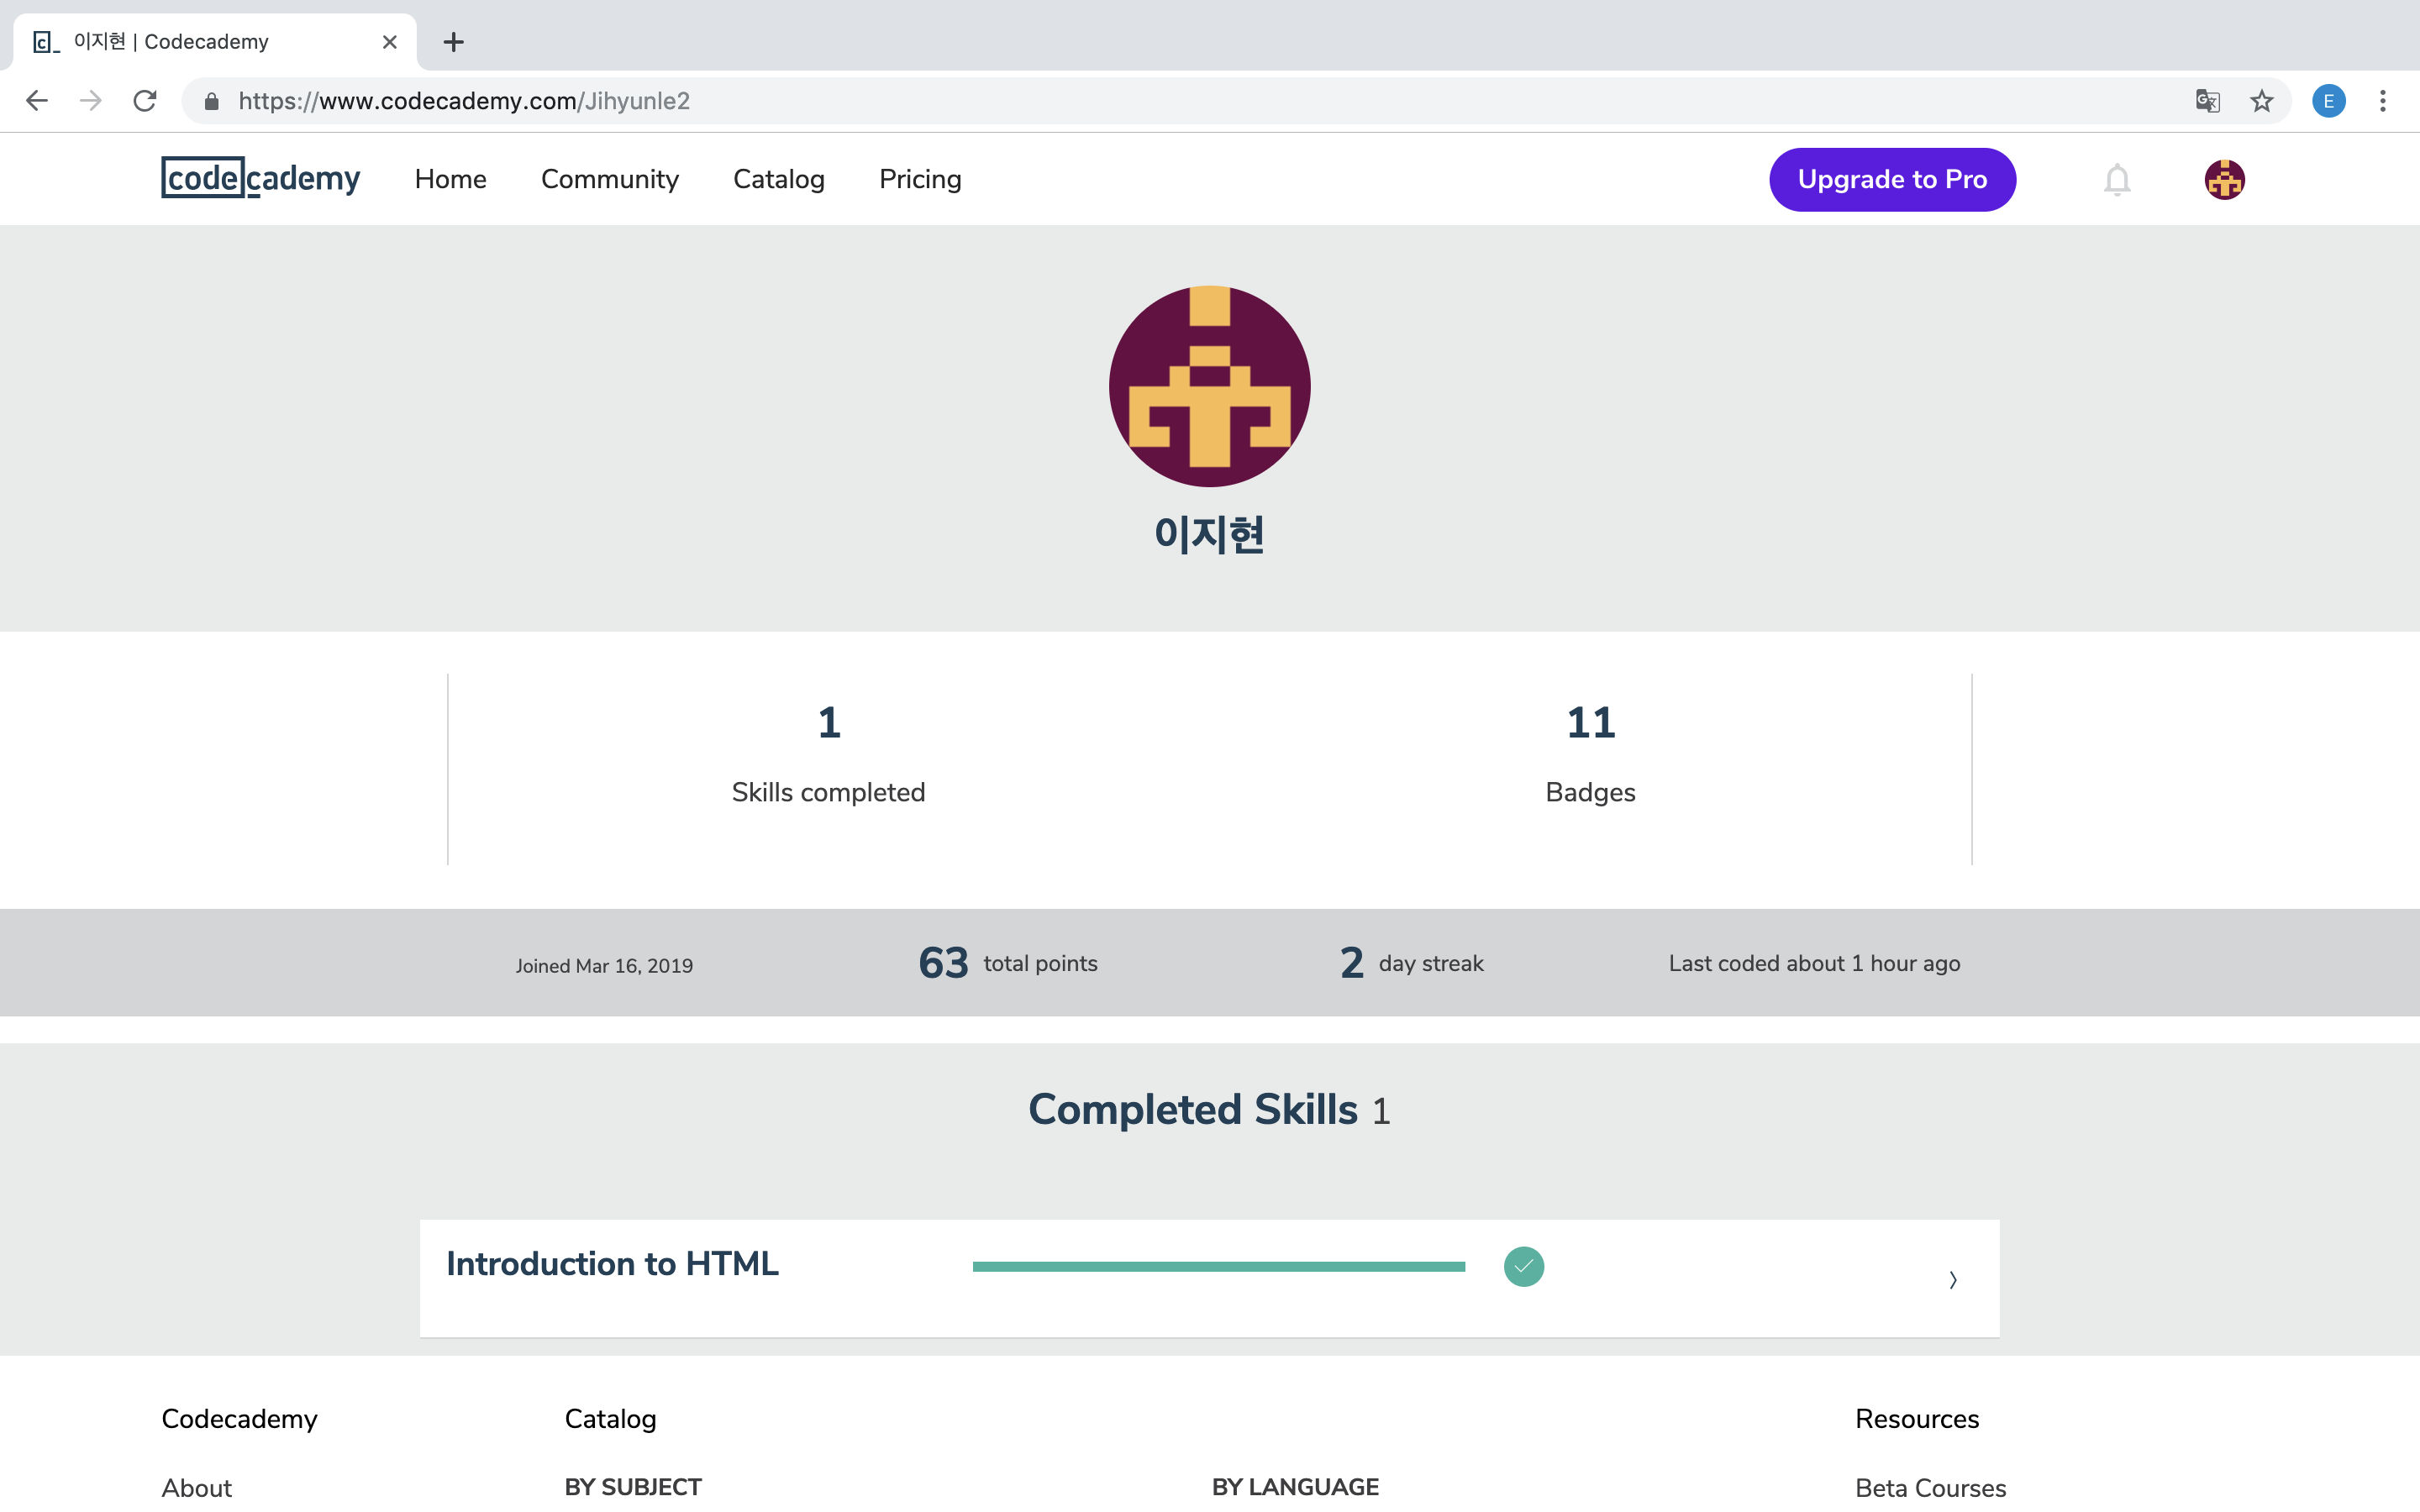 이지현 | Codecademy
https://www.codecademy.com/Jihyunle2
E
codecademy Home Community Catalog Pricing Upgrade to Pro
이지현
1 11
Skills completed Badges
Joined Mar 16, 2019 63 total points 2 day streak Last coded about 1 hour ago
Completed Skills 1
Introduction to HTML
Codecademy Catalog Resources
About BY SUBJECT BY LANGUAGE Beta Courses